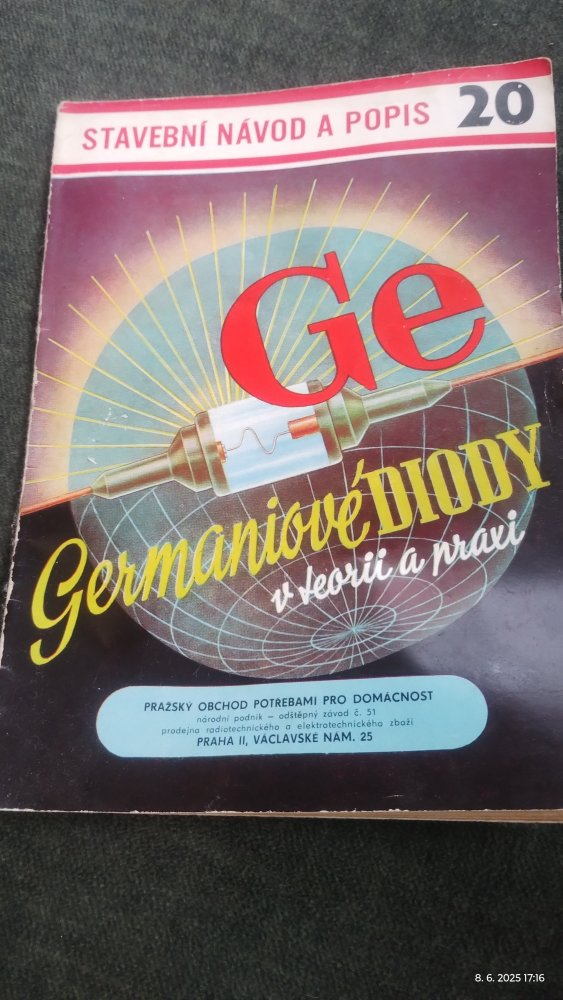 STAVEBNÍ NÁVOD A POPIS 20
Ge
Germaniové DIODY
v teorii a praxi
PRAŽSKÝ OBCHOD POTŘEBAMI PRO DOMÁCNOST
národní podnik – odštěpný závod č. 51
prodejna radiotechnického a elektrotechnického zboží
PRAHA II, VÁCLAVSKÉ NÁM. 25
8. 6. 2025 17:16